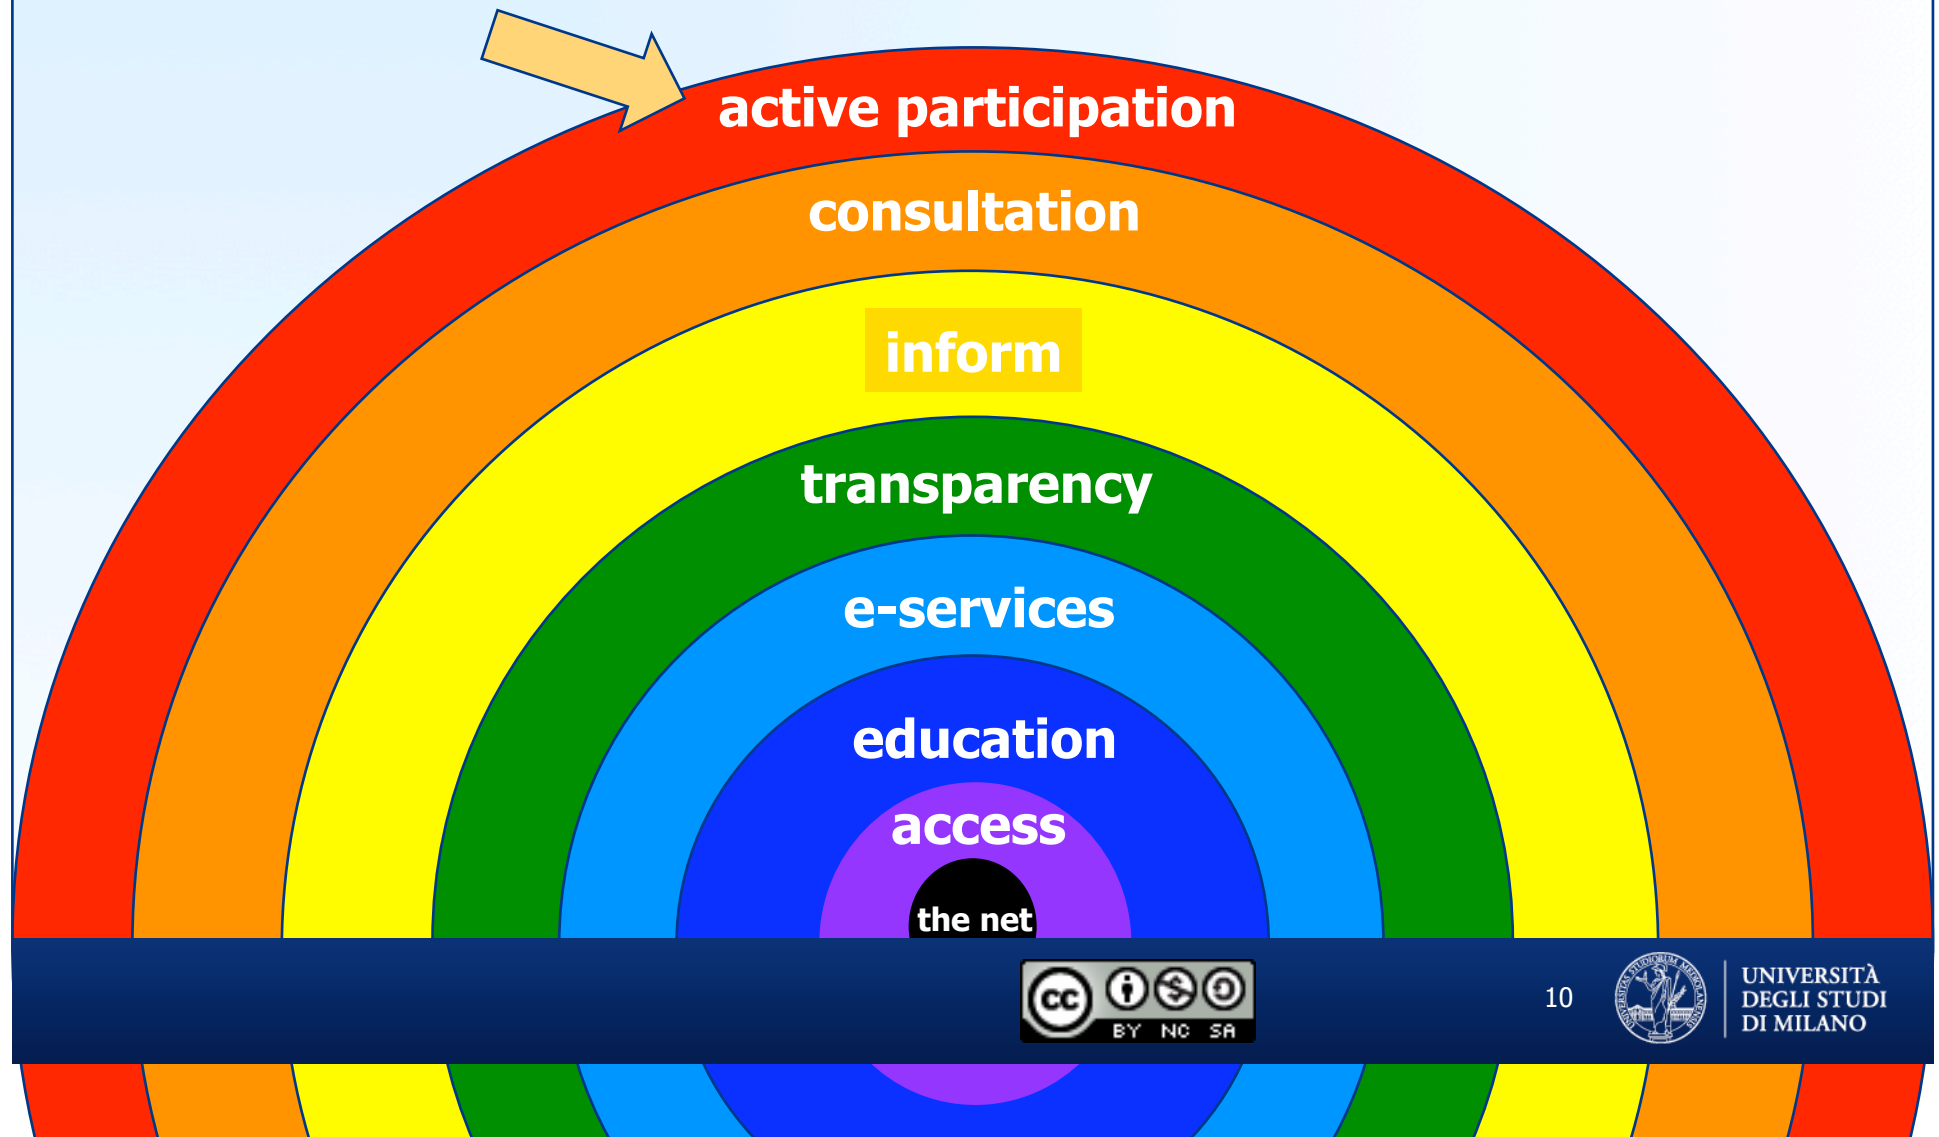 active participation
consultation
inform
transparency
e-services
education
access
the net
cc
BY NC SA
10
UNIVERSITÀ
DEGLI STUDI
DI MILANO